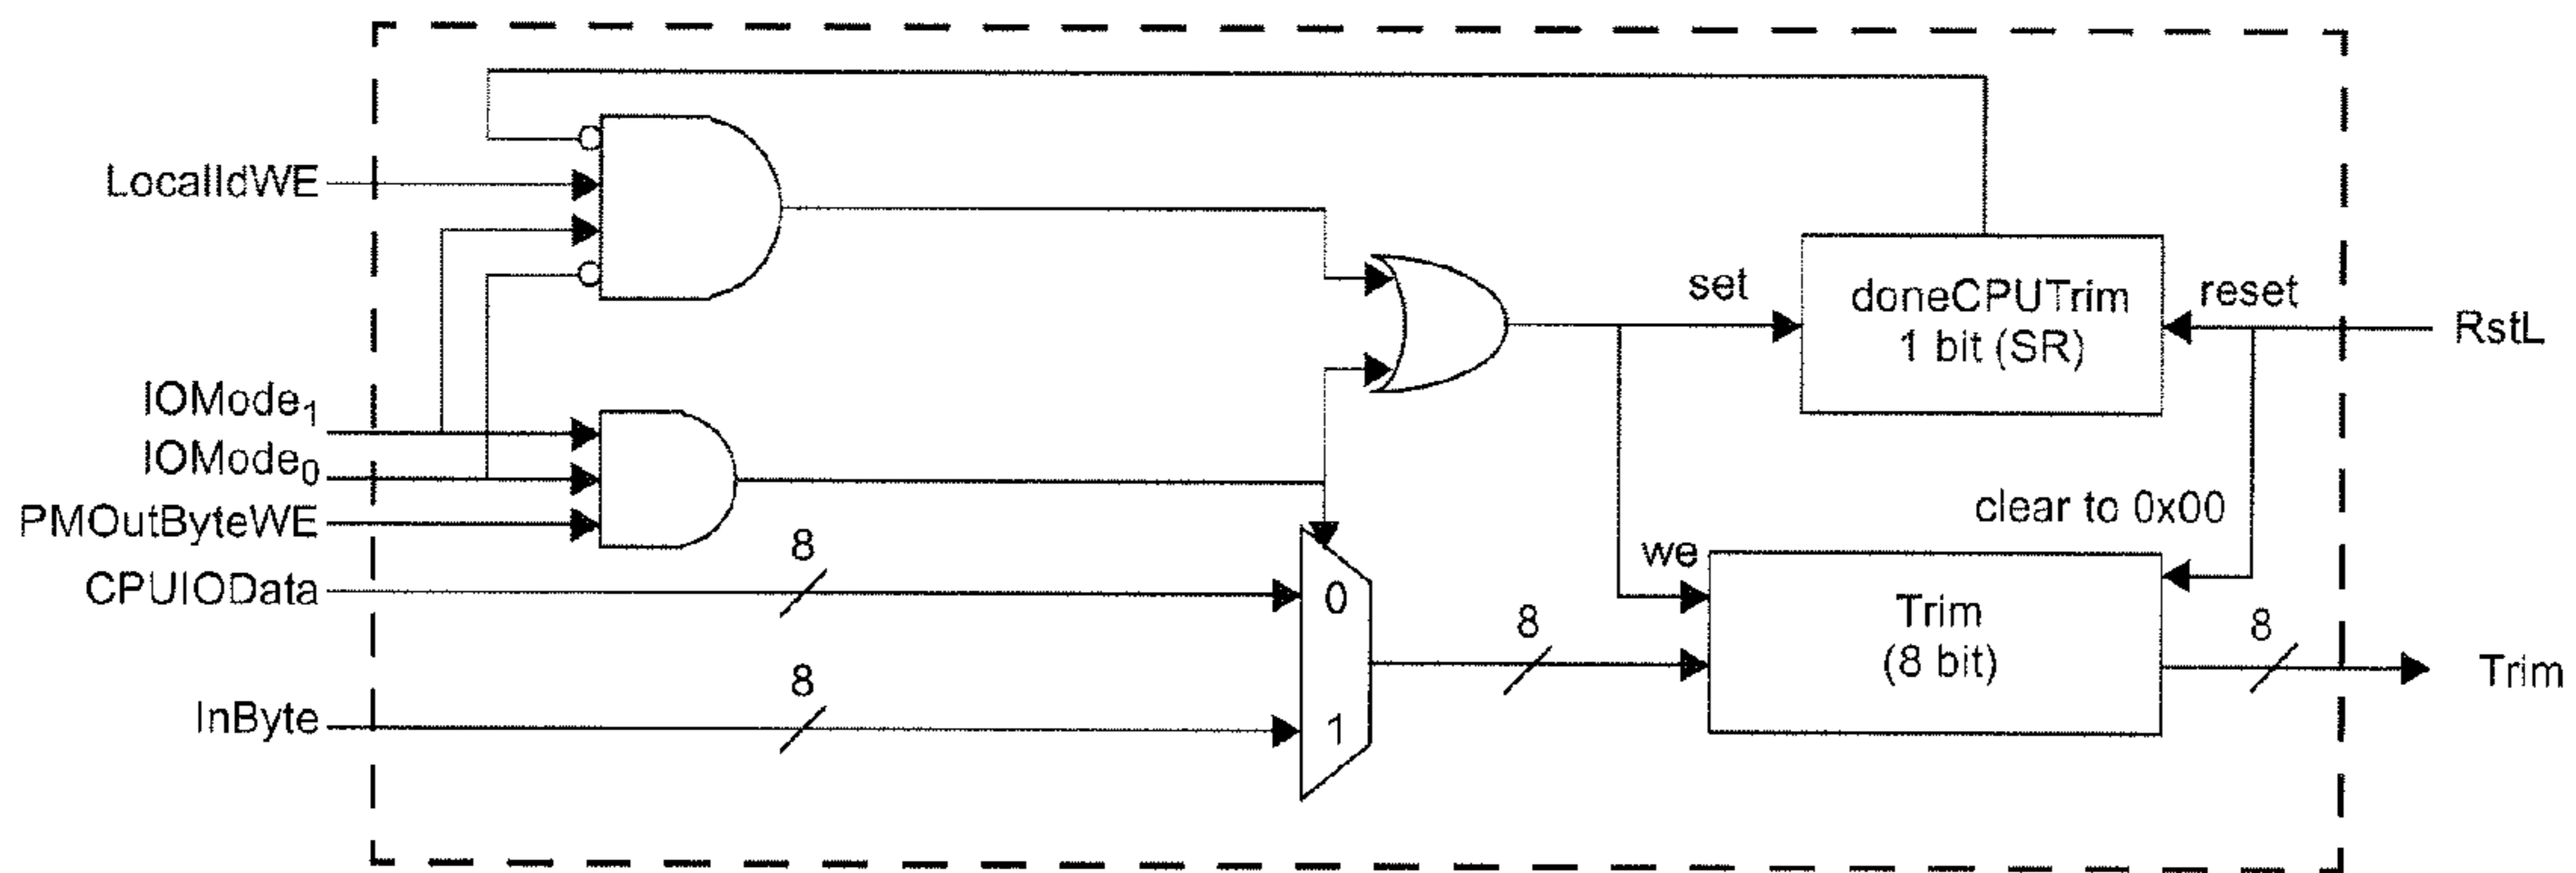 LocalIdWE
IOMode1
IOMode0
PMOutByteWE
CPUIOData
InByte
8
8
0
1
set
doneCPUTrim
1 bit (SR)
reset
RstL
clear to 0x00
we
Trim
(8 bit)
8
8
Trim